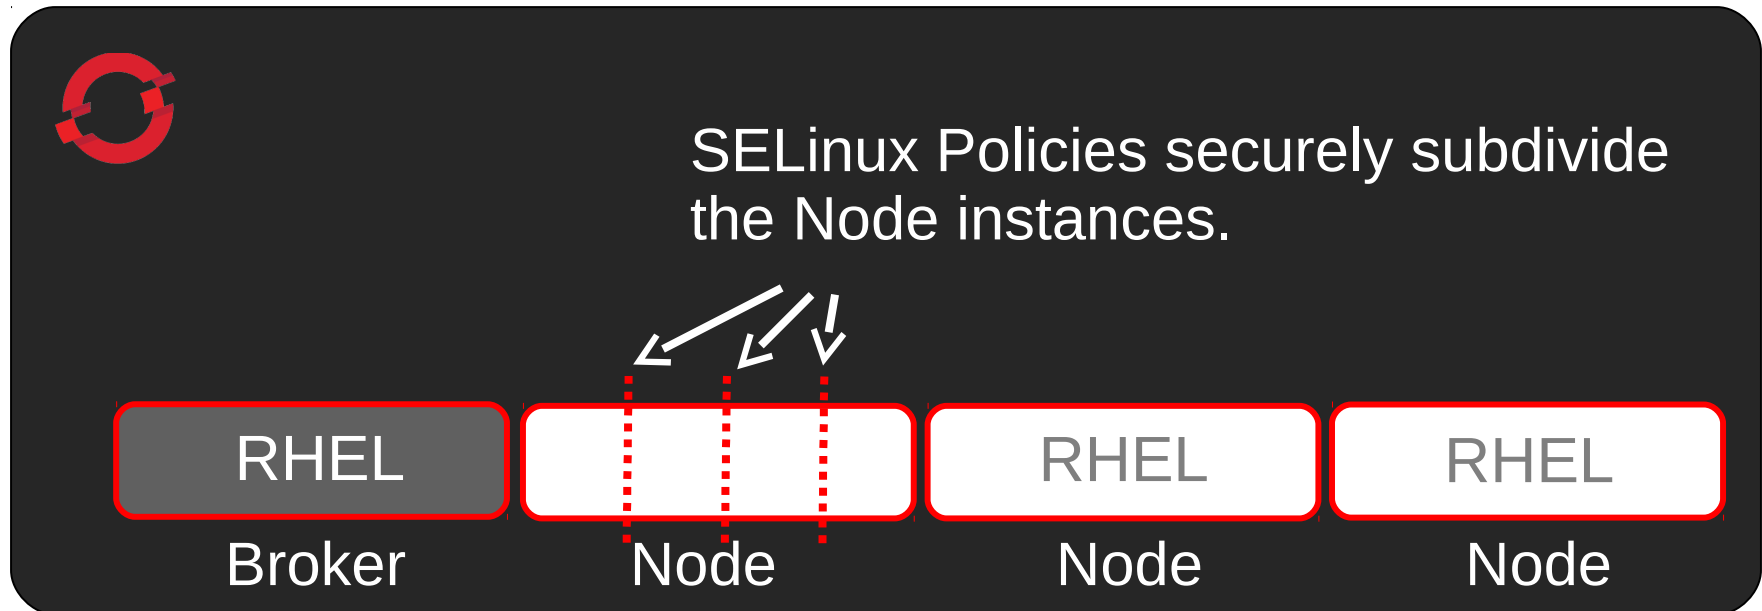 SELinux Policies securely subdivide
the Node instances.
RHEL
RHEL
RHEL
Broker
Node
Node
Node